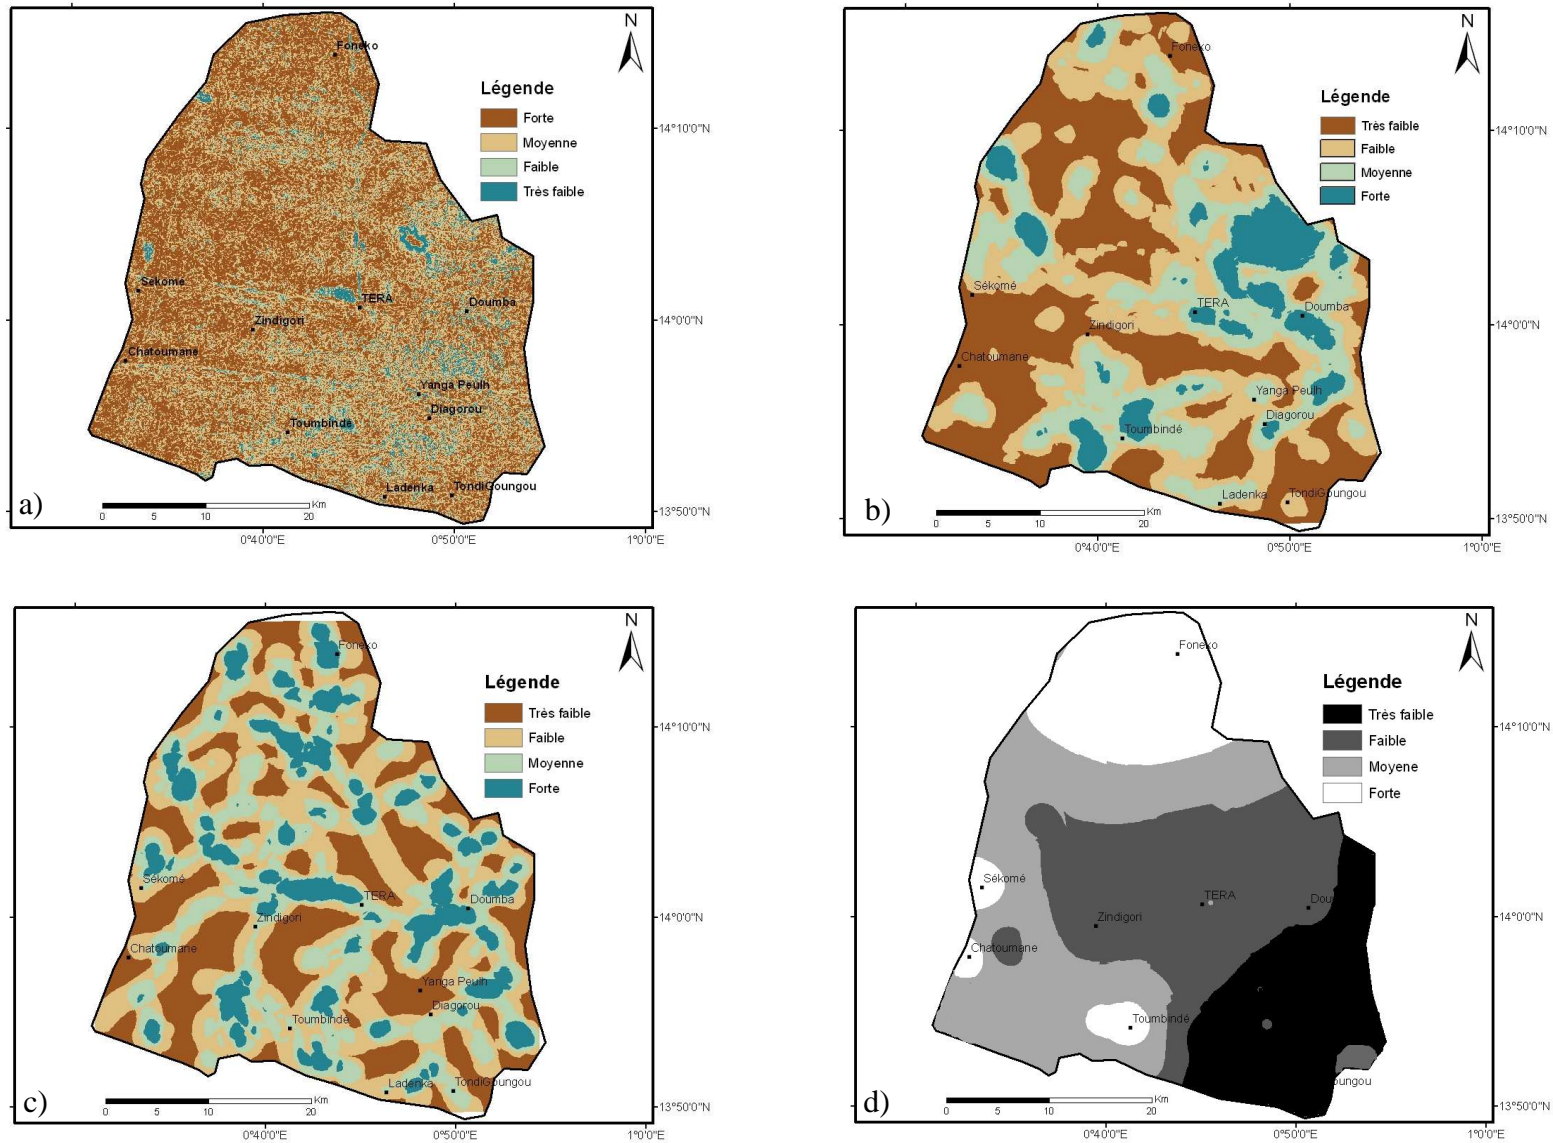 N
Foneko
Légende
Forte
Moyenne
Faible
Très faible
14°10'0"N
Sékomé
TERA
Doumba
Zindigori
14°0'0"N
Chatoumane
Yanga Peulh
Diagorou
Toumbindé
Ladenka
TondiGoungou
Km
0 5 10 20
a)
13°50'0"N
0°40'0"E 0°50'0"E 1°0'0"E
N
Foneko
Légende
Très faible
Faible
Moyenne
Forte
14°10'0"N
Sékomé
TERA
Doumba
Zindigori
14°0'0"N
Chatoumane
Yanga Peulh
Diagorou
Toumbindé
Ladenka
TondiGoungou
Km
0 5 10 20
b)
13°50'0"N
0°40'0"E 0°50'0"E 1°0'0"E
N
Foneko
Légende
Très faible
Faible
Moyenne
Forte
14°10'0"N
Sékomé
TERA
Doumba
Zindigori
14°0'0"N
Chatoumane
Yanga Peulh
Diagorou
Toumbindé
Ladenka
TondiGoungou
Km
0 5 10 20
c)
13°50'0"N
0°40'0"E 0°50'0"E 1°0'0"E
N
Foneko
Légende
Très faible
Faible
Moyene
Forte
14°10'0"N
Sékomé
TERA
Dou
Zindigori
14°0'0"N
Chatoumane
Toumbindé
oungou
Km
0 5 10 20
d)
13°50'0"N
0°40'0"E 0°50'0"E 1°0'0"E